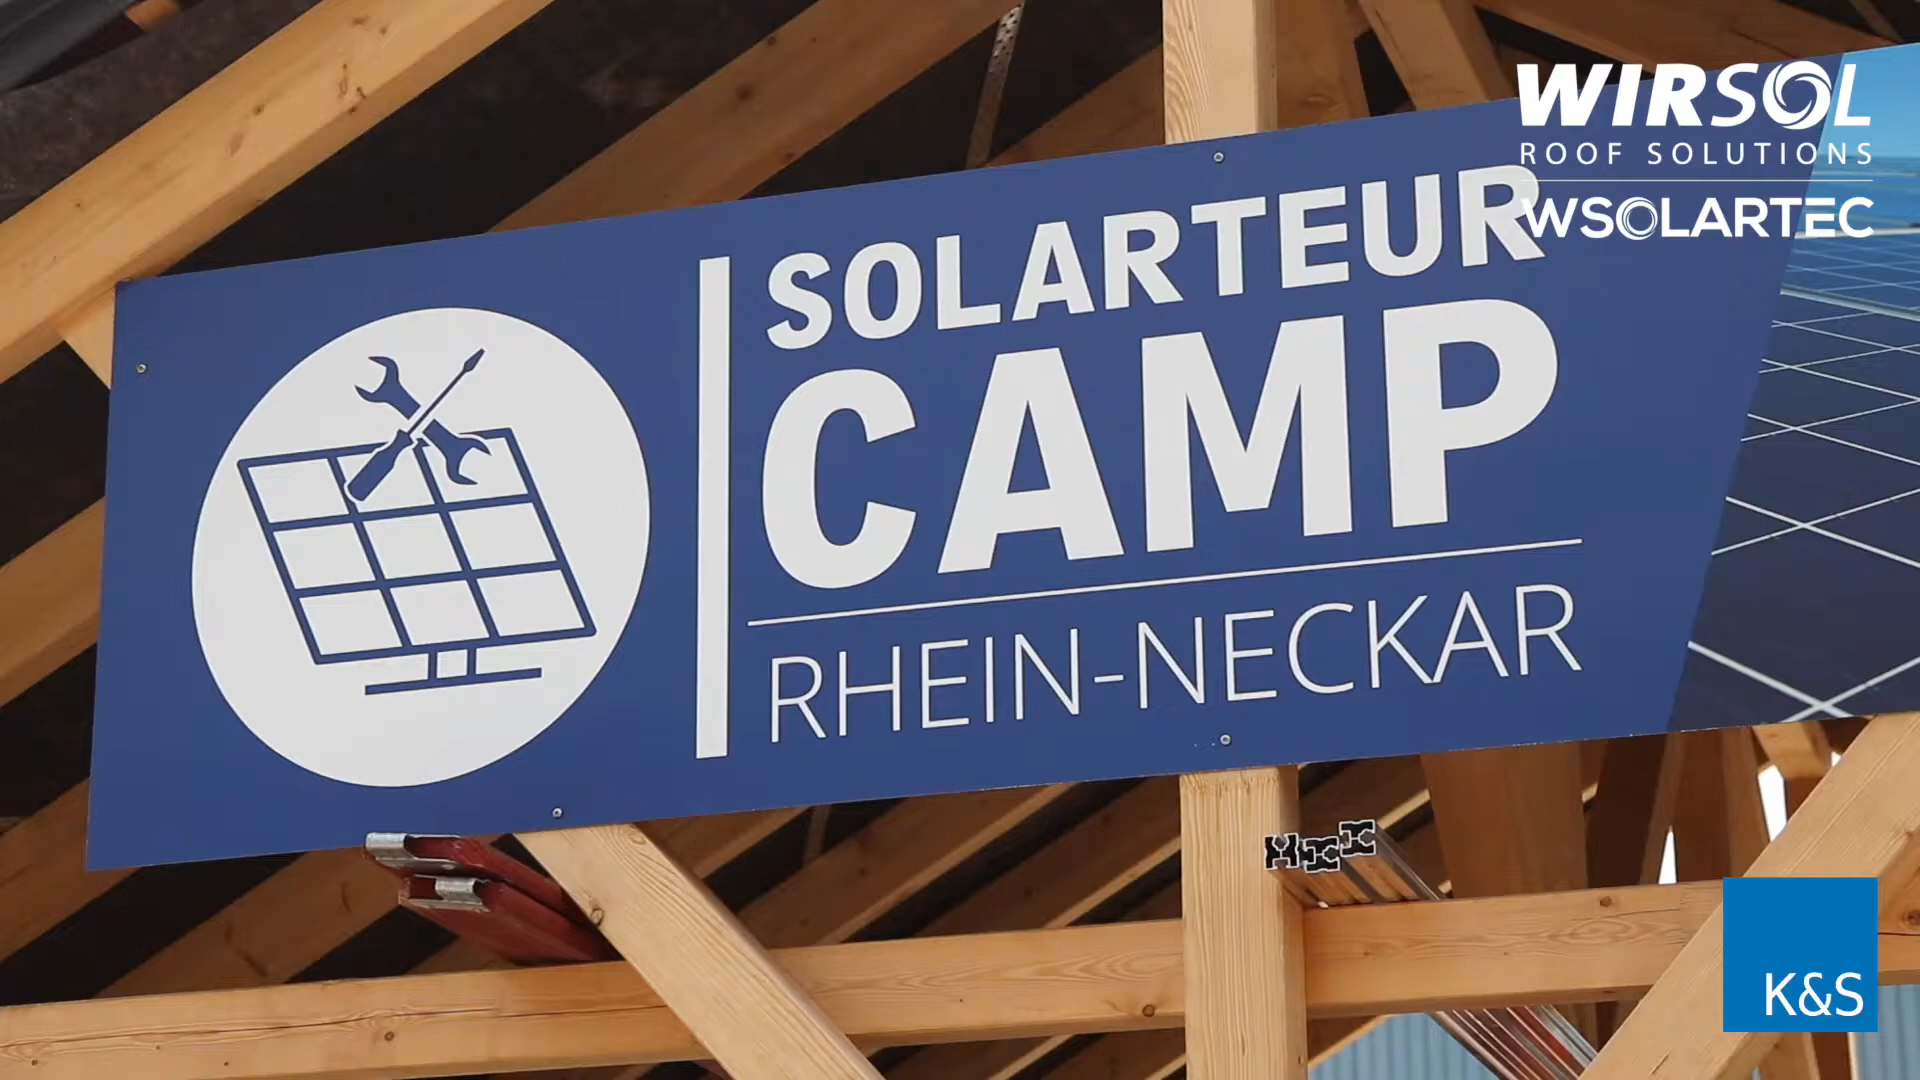 WIRSOL
ROOF SOLUTIONS
WSOLARTEC
SOLARTEUR
CAMP
RHEIN-NECKAR
K&S